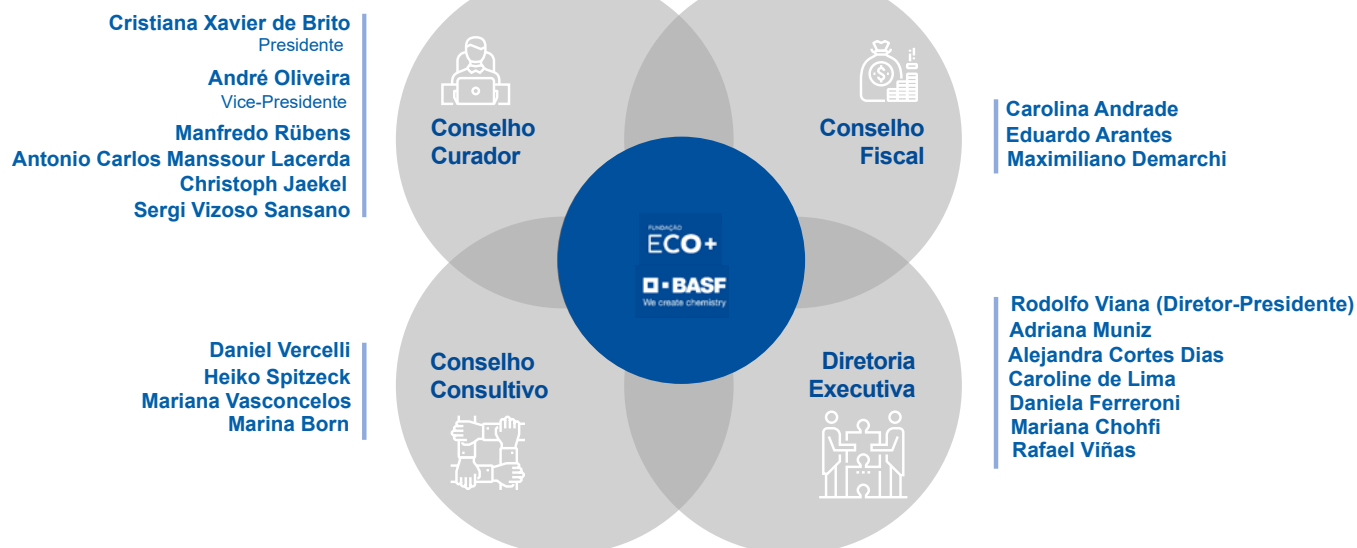 Cristiana Xavier de Brito
Presidente
André Oliveira
Vice-Presidente
Manfredo Rübens
Antonio Carlos Manssour Lacerda
Christoph Jaekel
Sergi Vizoso Sansano
Conselho
Curador
Conselho
Fiscal
Carolina Andrade
Eduardo Arantes
Maximiliano Demarchi
FUNDAÇÃO
ECO+
BASF
We create chemistry
Daniel Vercelli
Heiko Spitzeck
Mariana Vasconcelos
Marina Born
Conselho
Consultivo
Diretoria
Executiva
Rodolfo Viana (Diretor-Presidente)
Adriana Muniz
Alejandra Cortes Dias
Caroline de Lima
Daniela Ferreroni
Mariana Chohfi
Rafael Viñas